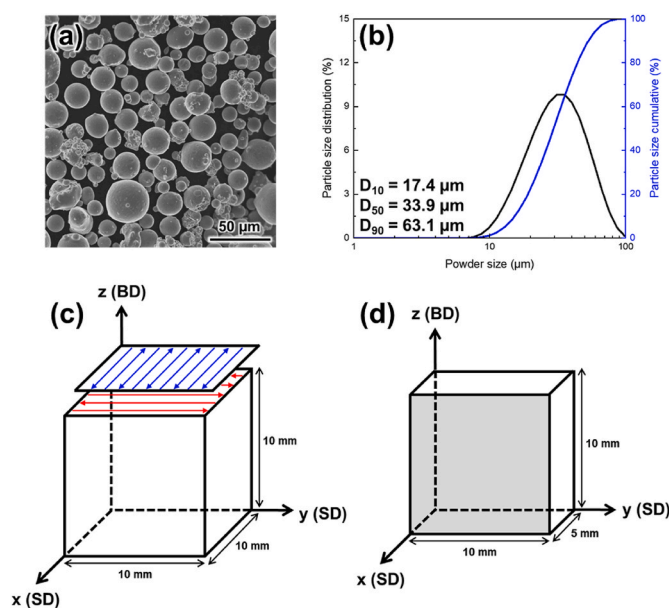 (a)
50 μm
(b)
15
12
9
6
3
0
Particle size distribution (%)
D10 = 17.4 μm
D50 = 33.9 μm
D90 = 63.1 μm
100
80
60
40
20
0
Particle size cumulative (%)
1
10
100
Powder size (μm)
(c)
z (BD)
10 mm
y (SD)
10 mm
10 mm
x (SD)
(d)
z (BD)
10 mm
y (SD)
5 mm
10 mm
x (SD)